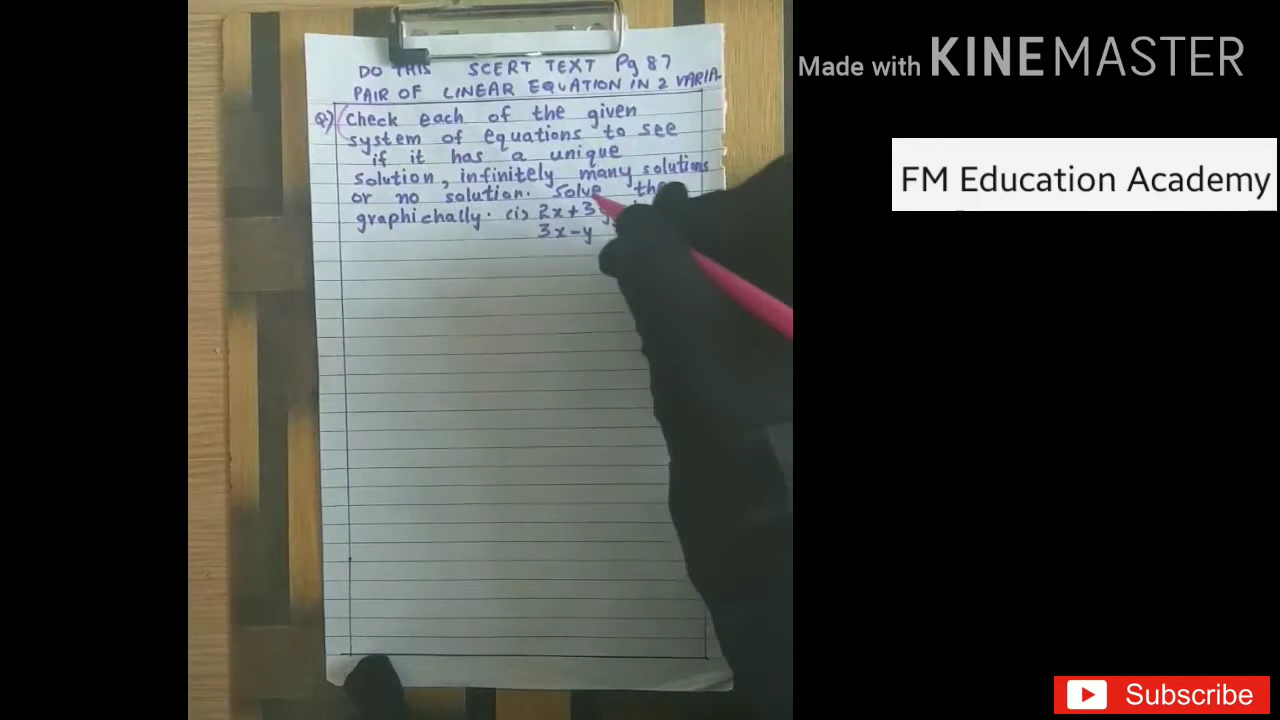 DO THIS SCERT TEXT Pg 87
PAIR OF LINEAR EQUATION IN 2 VARIA
Q) Check each of the given
system of equations to see
if it has a unique
solution, infinitely many solutions
or no solution. Solve the
graphichally. (i) 2x+3y
3x-y
Made with KINEMASTER
FM Education Academy
Subscribe